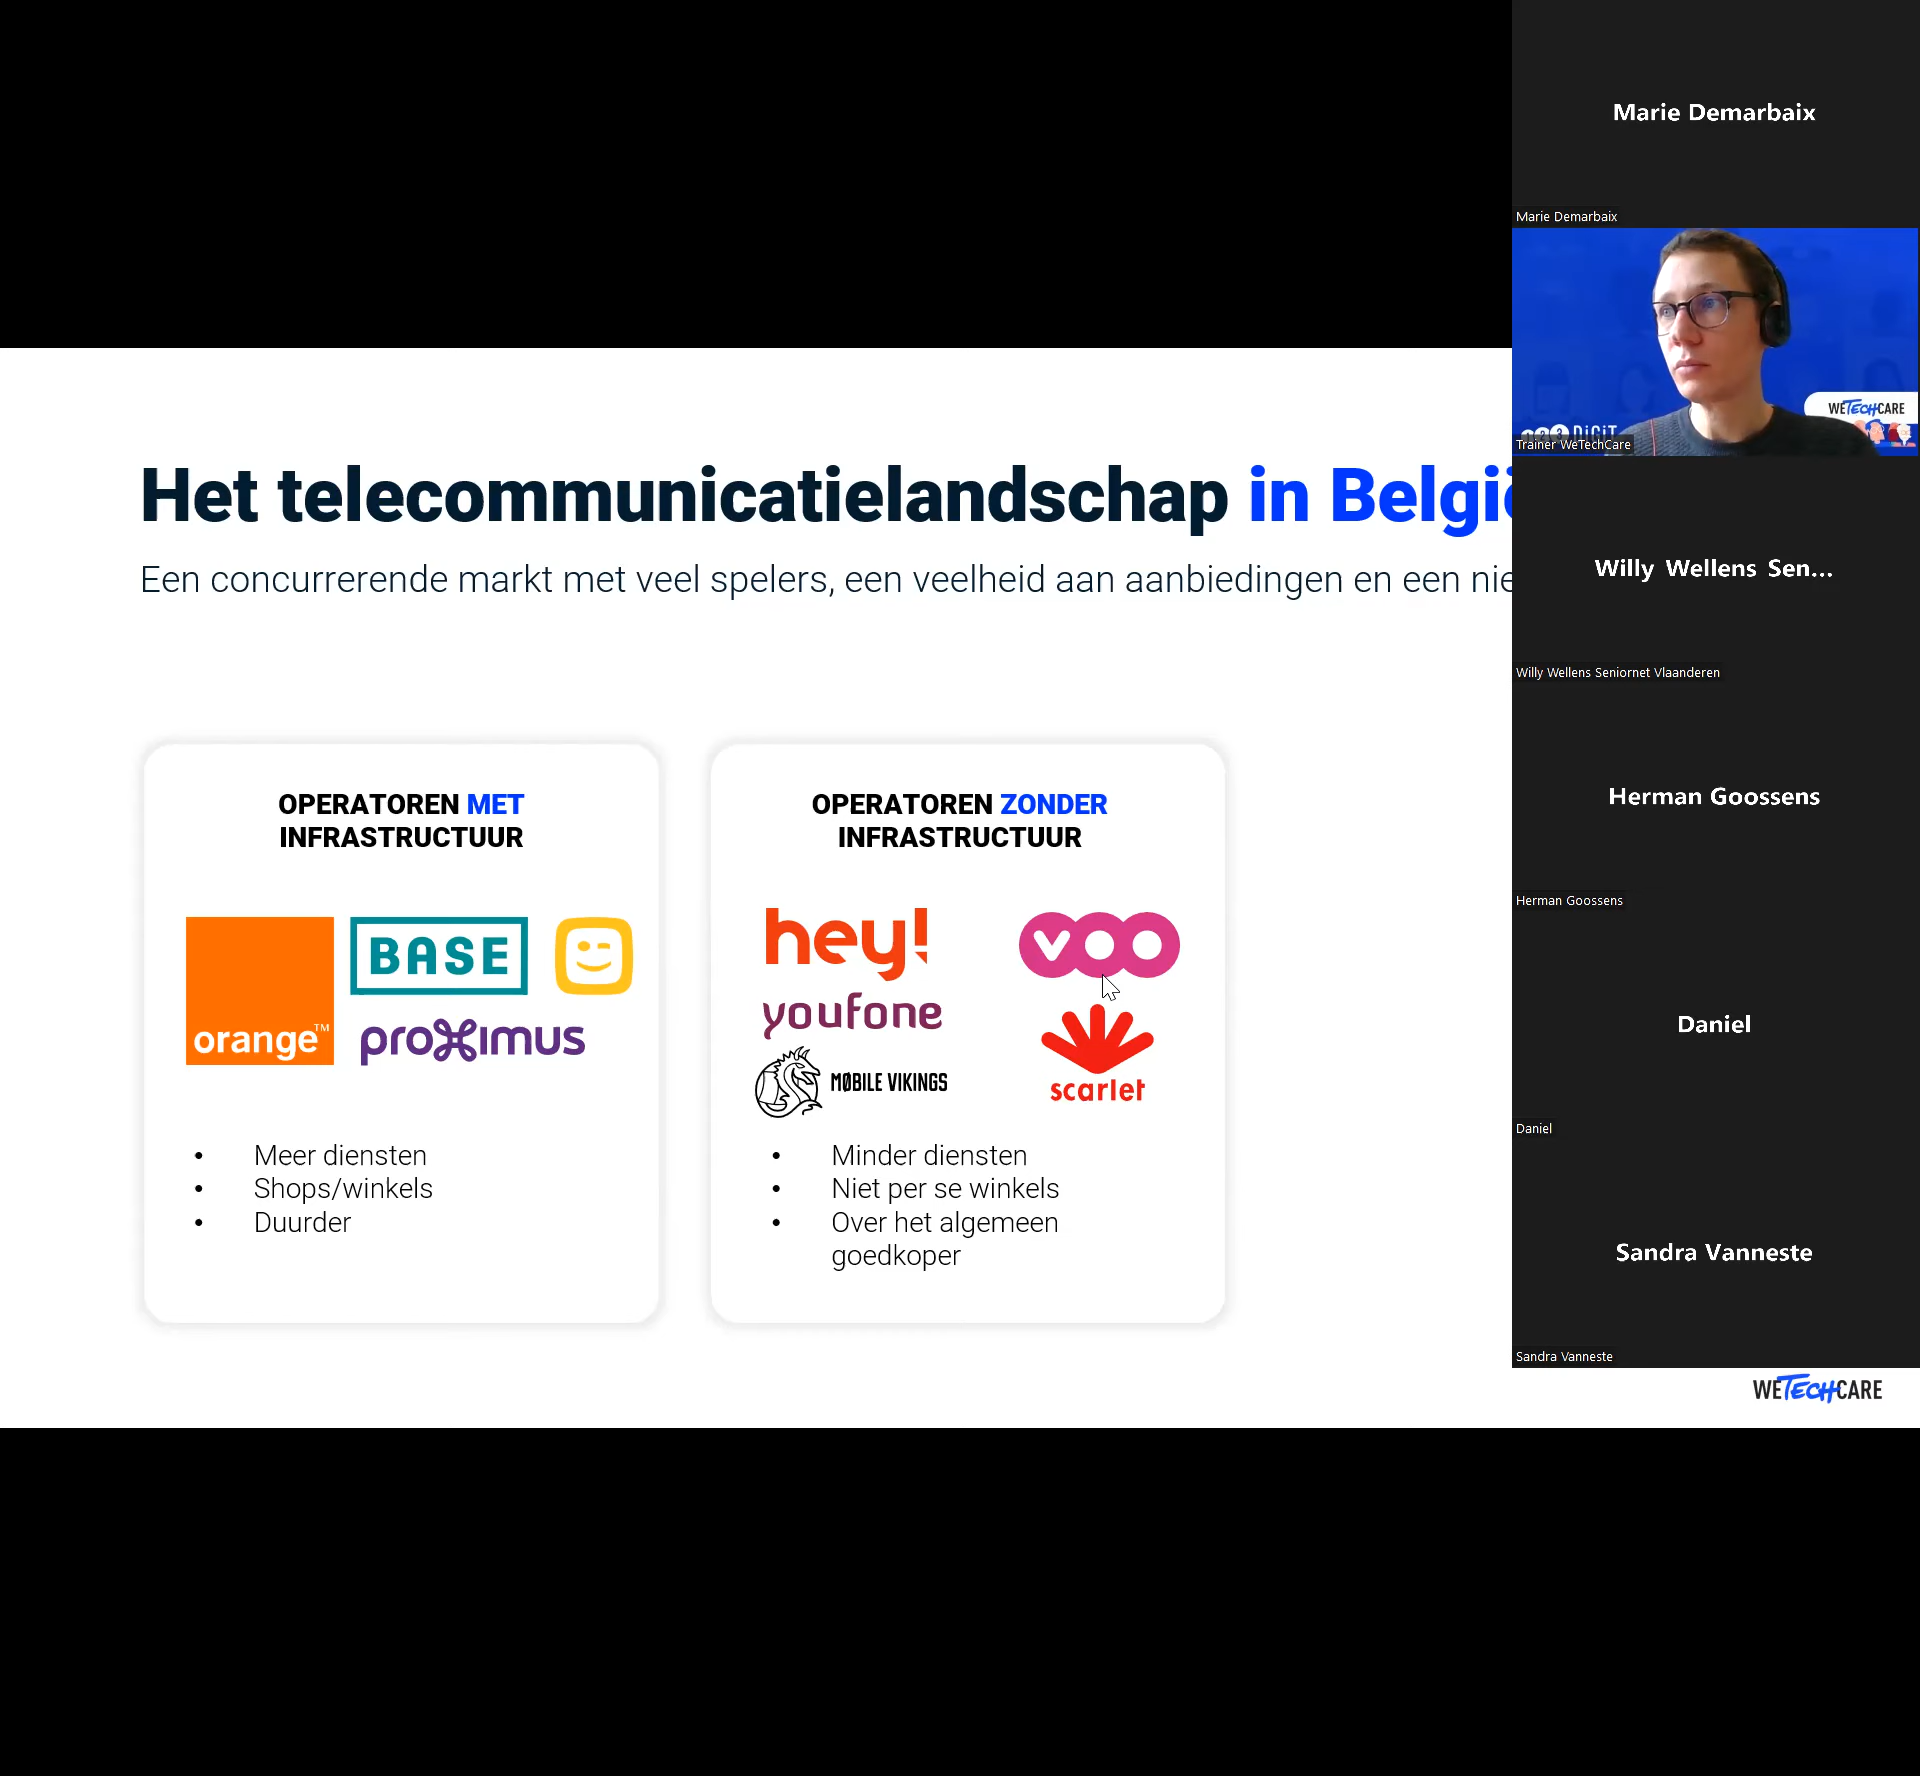 Het telecommunicatielandschap in Belgi
Een concurrerende markt met veel spelers, een veelheid aan aanbiedingen en een
OPERATOREN MET
INFRASTRUCTUUR
orange™
BASE
proximus
• Meer diensten
• Shops/winkels
• Duurder
OPERATOREN ZONDER
INFRASTRUCTUUR
hey!
voo
youfone
MØBILE VIKINGS
scarlet
• Minder diensten
• Niet per se winkels
• Over het algemeen
goedkoper
Marie Demarbaix
Marie Demarbaix
WETECHCARE
DIGIT
Trainer WeTechCare
Willy Wellens Sen...
Willy Wellens Seniornet Vlaanderen
Herman Goossens
Herman Goossens
Daniel
Daniel
Sandra Vanneste
Sandra Vanneste
WETECHCARE